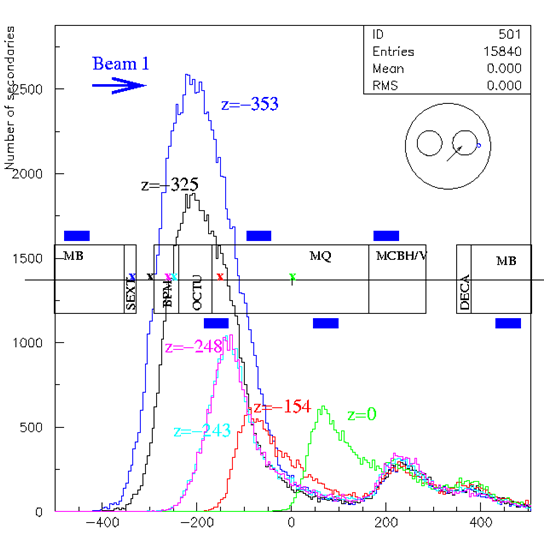 ID 501
Entries 15840
Mean 0.000
RMS 0.000
Beam 1
Number of secondaries
z=−353
z=−325
MB
SEXT
BPM
OCTU
MQ
MCBH/V
DECA
MB
x x x x x x
z=−248
z=−243
z=−154
z=0
2500
2000
1500
1000
500
0
−400 −200 0 200 400